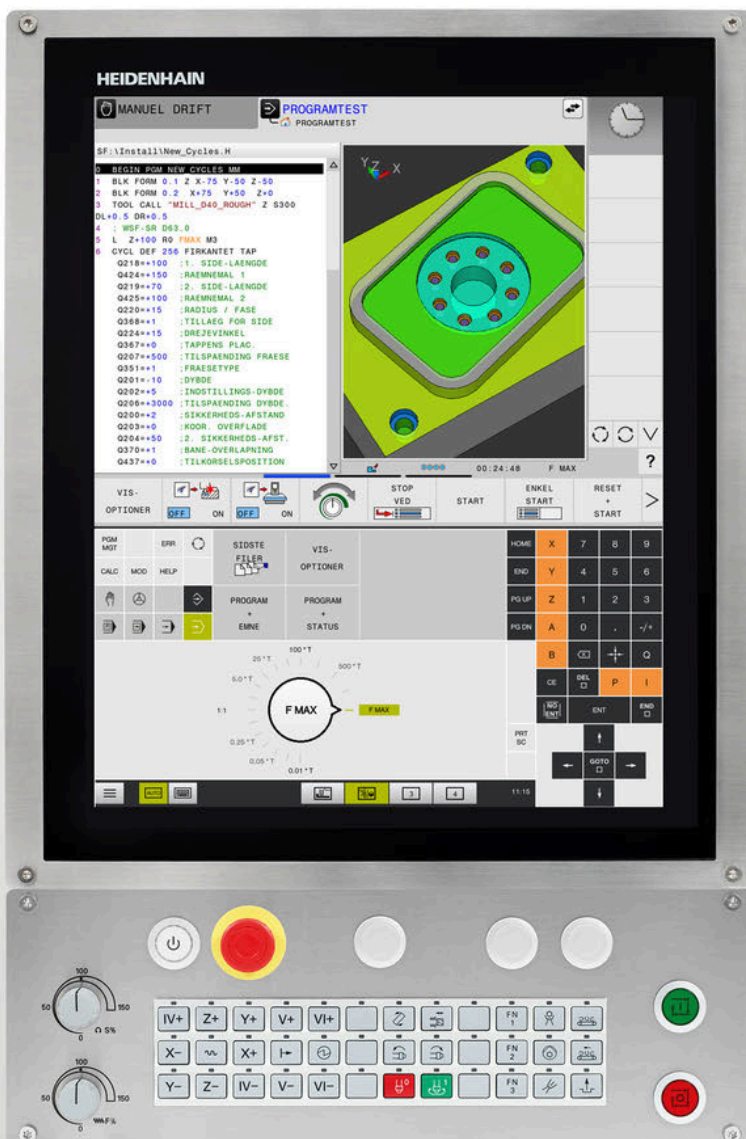 HEIDENHAIN
MANUEL DRIFT
PROGRAMTEST
PROGRAMTEST
SF:\Install\New_Cycles.H
0 BEGIN PGM NEW_CYCLES MM
1 BLK FORM 0.1 Z X-75 Y-50 Z-50
2 BLK FORM 0.2 X+75 Y+50 Z+0
3 TOOL CALL "MILL_D40_ROUGH" Z S300
DL+0.5 DR+0.5
4 ; WSF-SR D63.0
5 L Z+100 R0 FMAX M3
6 CYCL DEF 256 FIRKANTET TAP
Q218=+100 ;1. SIDE-LAENGDE
Q424=+150 ;RAEMNEMAL 1
Q219=+70 ;2. SIDE-LAENGDE
Q425=+100 ;RAEMNEMAL 2
Q220=+15 ;RADIUS / FASE
Q368=+1 ;TILLAEG FOR SIDE
Q224=+15 ;DREJEVINKEL
Q367=+0 ;TAPPENS PLAC.
Q207=+500 ;TILSPAENDING FRAESE
Q351=+1 ;FRAESETYPE
Q201=-10 ;DYBDE
Q202=+5 ;INDSTILLINGS-DYBDE
Q206=+3000 ;TILSPAENDING DYBDE.
Q200=+2 ;SIKKERHEDS-AFSTAND
Q203=+0 ;KOOR. OVERFLADE
Q204=+50 ;2. SIKKERHEDS-AFST.
Q370=+1 ;BANE-OVERLAPNING
Q437=+0 ;TILKORSELSPOSITION
Y Z X
00:24:48 F MAX
?
VIS-
OPTIONER
OFF ON
OFF ON
STOP
VED
START
ENKEL
START
RESET
+
START
PGM
MGT
ERR
CALC MOD HELP
SIDSTE
FILER
VIS-
OPTIONER
PROGRAM
+
EMNE
PROGRAM
+
STATUS
HOME X 7 8 9
END Y 4 5 6
PG UP Z 1 2 3
PG DN A 0 . -/+
B Q
CE DEL P I
NO
ENT
ENT
END
PRT
SC
GOTO
100*T
25*T
500*T
5.0*T
1:1
F MAX
F MAX
0.25*T
0.05*T
0.01*T
AUTO
3
4
11:15
100
50 150
0
S%
100
50 150
0
F%
IV+ Z+ Y+ V+ VI+ FN 1
X- X+ FN 2
Y- Z- IV- V- VI- 0 1 FN 3